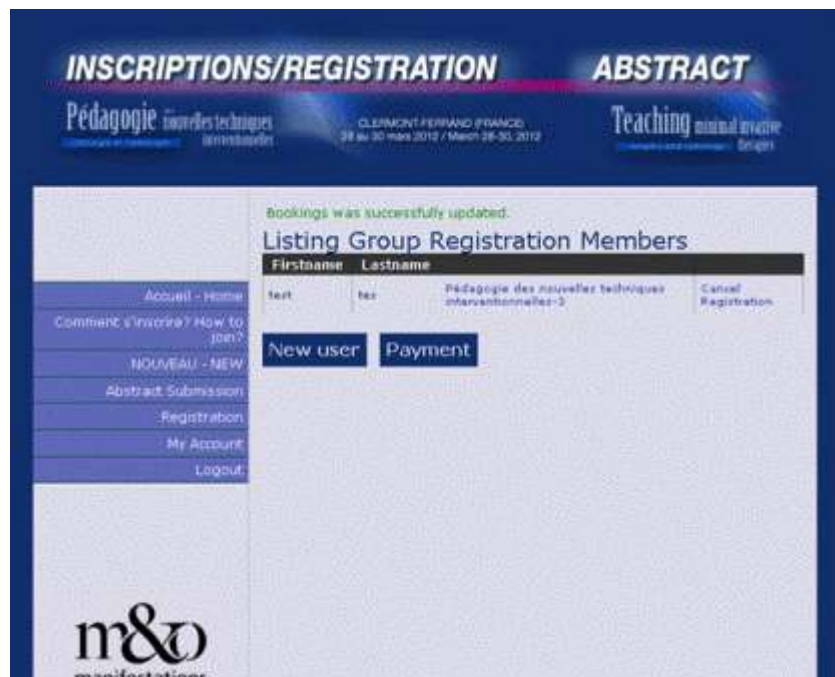 INSCRIPTIONS/REGISTRATION ABSTRACT
Pédagogie nouvelles techniques
interventionnelles
CLERMONT-FERRAND (FRANCE)
28 au 30 mars 2012 / March 28-30, 2012
Teaching minimal invasive
therapies
Bookings was successfully updated.
Listing Group Registration Members
Firstname Lastname
test tes Pédagogie des nouvelles techniques
interventionnelles-3
Cancel
Registration
New user Payment
Accueil - Home
Comment s'inscrire? How to
join?
NOUVEAU - NEW
Abstract Submission
Registration
My Account
Logout
m&o
manifestations